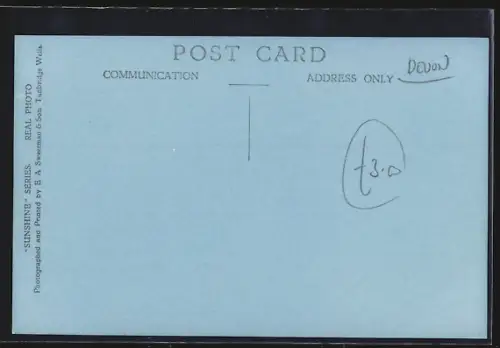 POST CARD
COMMUNICATION
ADDRESS ONLY
DEVON
£3.0
"SUNSHINE" SERIES. REAL PHOTO
Photographed and Printed by H. A. Sweetman & Son Tunbridge Wells.